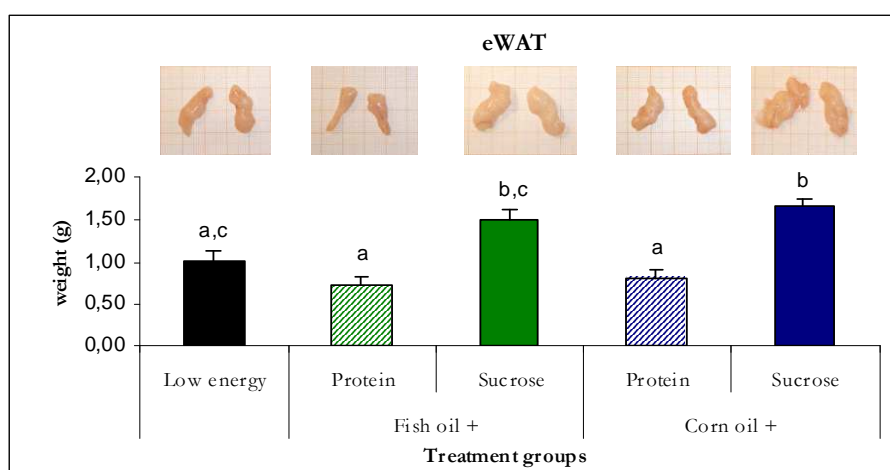 eWAT
2,00
1,50
1,00
0,50
0,00
weight (g)
a,c
a
b,c
a
b
Low energy
Protein
Sucrose
Protein
Sucrose
Fish oil +
Corn oil +
Treatment groups